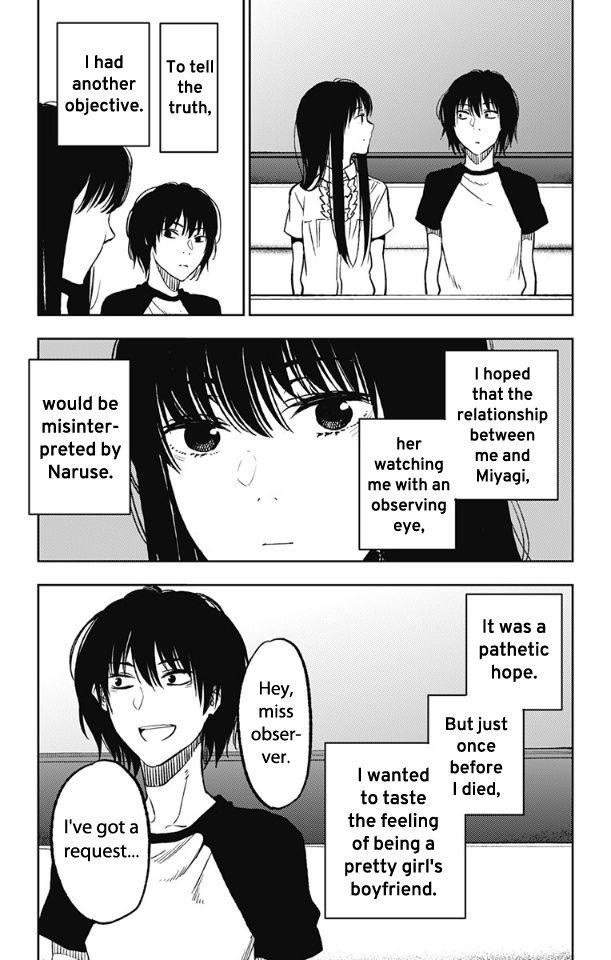 To tell
the
truth,
I had
another
objective.
I hoped
that the
relationship
between
me and
Miyagi,
her
watching
me with an
observing
eye,
would be
misinter-
preted by
Naruse.
It was a
pathetic
hope.
But just
once
before
I died,
I wanted
to taste
the feeling
of being a
pretty girl's
boyfriend.
Hey,
miss
obser-
ver.
I've got a
request...